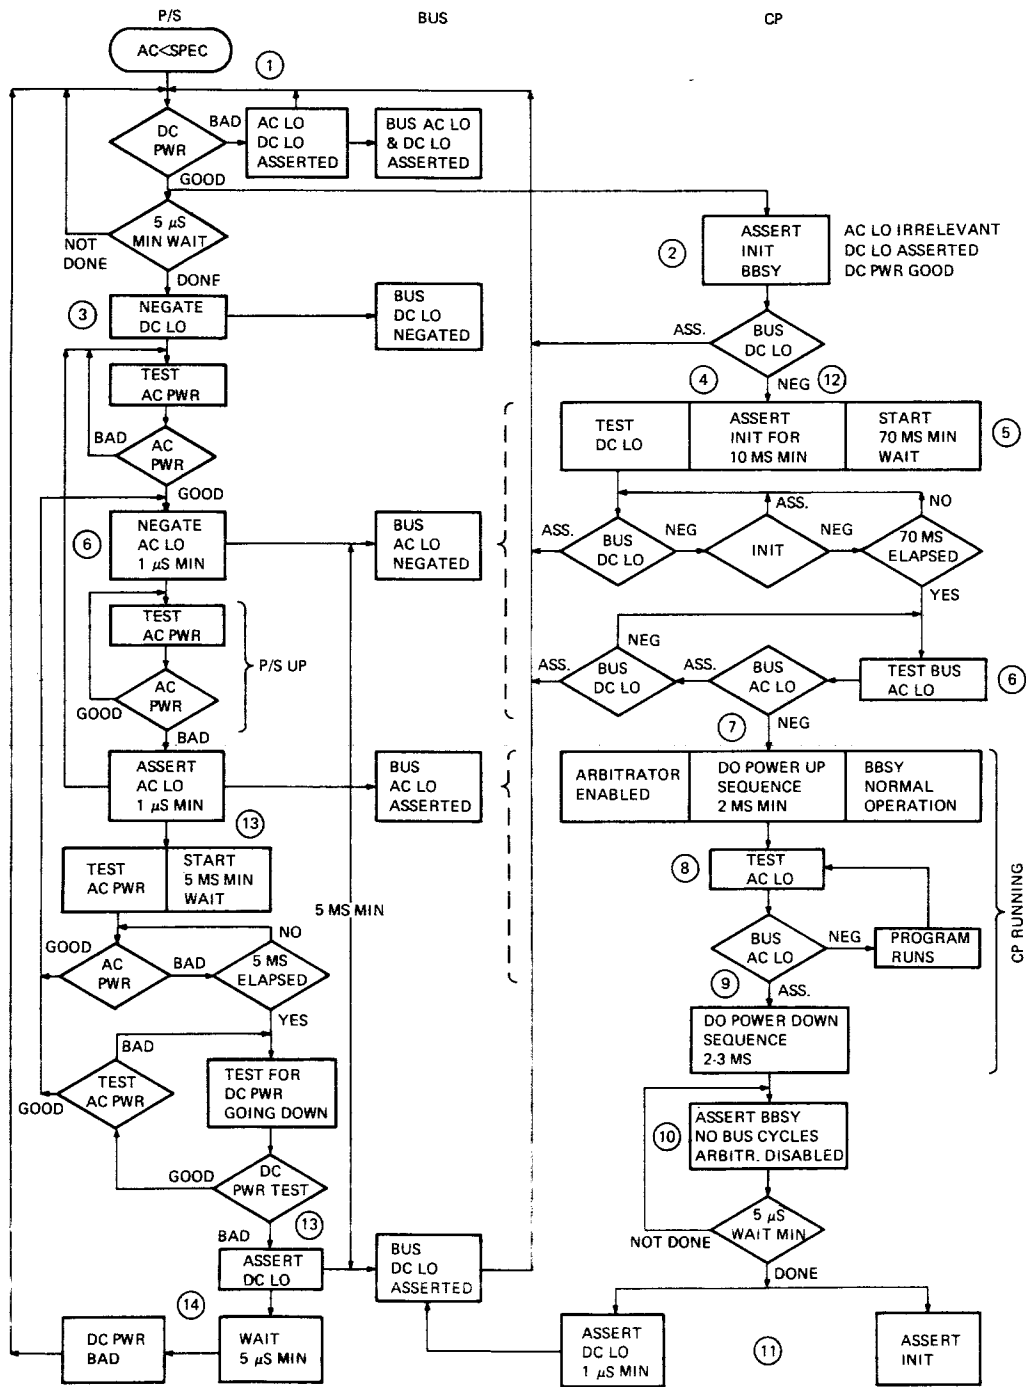 P/S
BUS
CP
AC<SPEC
1
DC
PWR
BAD
AC LO
DC LO
ASSERTED
BUS AC LO
& DC LO
ASSERTED
GOOD
5 μS
MIN WAIT
NOT
DONE
DONE
2
ASSERT
INIT
BBSY
AC LO IRRELEVANT
DC LO ASSERTED
DC PWR GOOD
3
NEGATE
DC LO
BUS
DC LO
NEGATED
ASS.
BUS
DC LO
NEG
12
4
TEST
AC PWR
BAD
AC
PWR
GOOD
TEST
DC LO
ASSERT
INIT FOR
10 MS MIN
START
70 MS MIN
WAIT
5
6
NEGATE
AC LO
1 μS MIN
BUS
AC LO
NEGATED
ASS.
BUS
DC LO
NEG
ASS.
INIT
NEG
NO
70 MS
ELAPSED
YES
TEST
AC PWR
AC
PWR
GOOD
P/S UP
BAD
NEG
ASS.
BUS
DC LO
ASS.
BUS
AC LO
TEST BUS
AC LO
6
7
NEG
ASSERT
AC LO
1 μS MIN
BUS
AC LO
ASSERTED
ARBITRATOR
ENABLED
DO POWER UP
SEQUENCE
2 MS MIN
BBSY
NORMAL
OPERATION
13
TEST
AC PWR
START
5 MS MIN
WAIT
5 MS MIN
8
TEST
AC LO
CP RUNNING
GOOD
AC
PWR
BAD
NO
5 MS
ELAPSED
YES
BUS
AC LO
NEG
PROGRAM
RUNS
9
ASS.
DO POWER DOWN
SEQUENCE
2-3 MS
BAD
TEST
AC PWR
GOOD
TEST FOR
DC PWR
GOING DOWN
GOOD
DC
PWR TEST
13
BAD
10
ASSERT BBSY
NO BUS CYCLES
ARBITR. DISABLED
5 μS
WAIT MIN
NOT DONE
DONE
ASSERT
DC LO
BUS
DC LO
ASSERTED
14
DC PWR
BAD
WAIT
5 μS MIN
ASSERT
DC LO
1 μS MIN
11
ASSERT
INIT